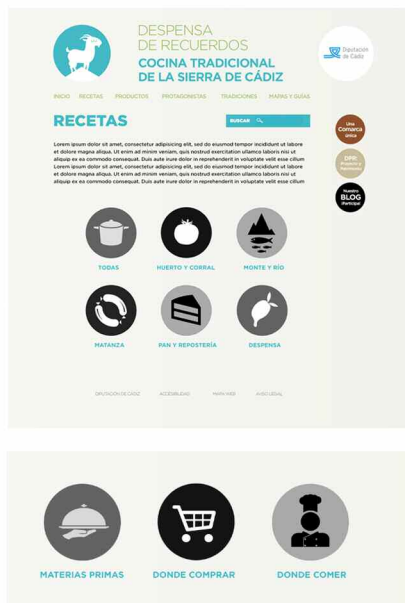 DESPENSA
DE RECUERDOS
COCINA TRADICIONAL
DE LA SIERRA DE CÁDIZ
Diputación
de Cádiz
INICIO RECETAS PRODUCTOS PROTAGONISTAS TRADICIONES MAPAS Y GUÍAS
RECETAS
BUSCAR
Una
Comarca
única
Lorem ipsum dolor sit amet, consectetur adipisicing elit, sed do eiusmod tempor incididunt ut labore
et dolore magna aliqua. Ut enim ad minim veniam, quis nostrud exercitation ullamco laboris nisi ut
aliquip ex ea commodo consequat. Duis aute irure dolor in reprehenderit in voluptate velit esse cillum
Lorem ipsum dolor sit amet, consectetur adipisicing elit, sed do eiusmod tempor incididunt ut labore
et dolore magna aliqua. Ut enim ad minim veniam, quis nostrud exercitation ullamco laboris nisi ut
aliquip ex ea commodo consequat. Duis aute irure dolor in reprehenderit in voluptate velit esse cillum
Nuestro
BLOG
¡Participa!
TODAS HUERTO Y CORRAL MONTE Y RÍO
MATANZA PAN Y REPOSTERÍA DESPENSA
DIPUTACIÓN DE CÁDIZ ACCESIBILIDAD MAPA WEB AVISO LEGAL
MATERIAS PRIMAS DONDE COMPRAR DONDE COMER